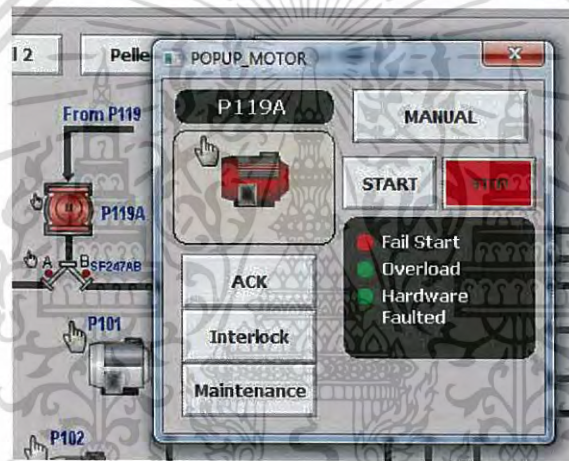 l 2
Pelle
POPUP_MOTOR
P119A
MANUAL
START
Fail Start
Overload
Hardware
Faulted
ACK
Interlock
Maintenance
From P119
P119A
A
B
SF247AB
P101
P102